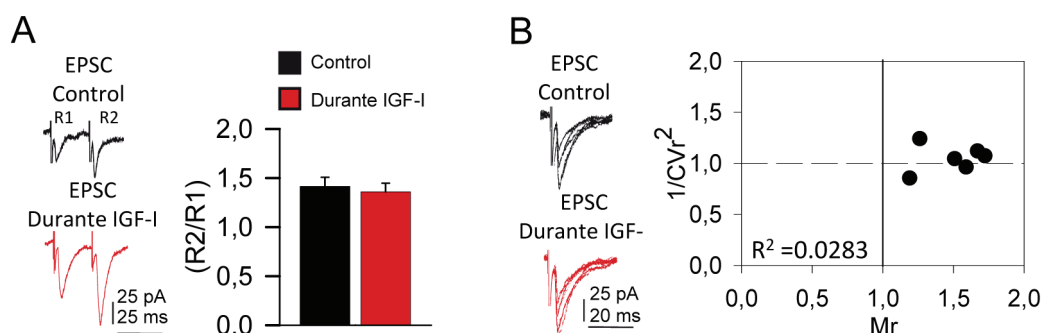 A
EPSC
Control
R1 R2
EPSC
Durante IGF-I
25 pA
25 ms
Control
Durante IGF-I
(R2/R1)
2,0
1,5
1,0
0,5
0,0
B
EPSC
Control
EPSC
Durante IGF-
25 pA
20 ms
1/CVr²
2,0
1,5
1,0
0,5
0,0
R² =0.0283
0,0 0,5 1,0 1,5 2,0
Mr